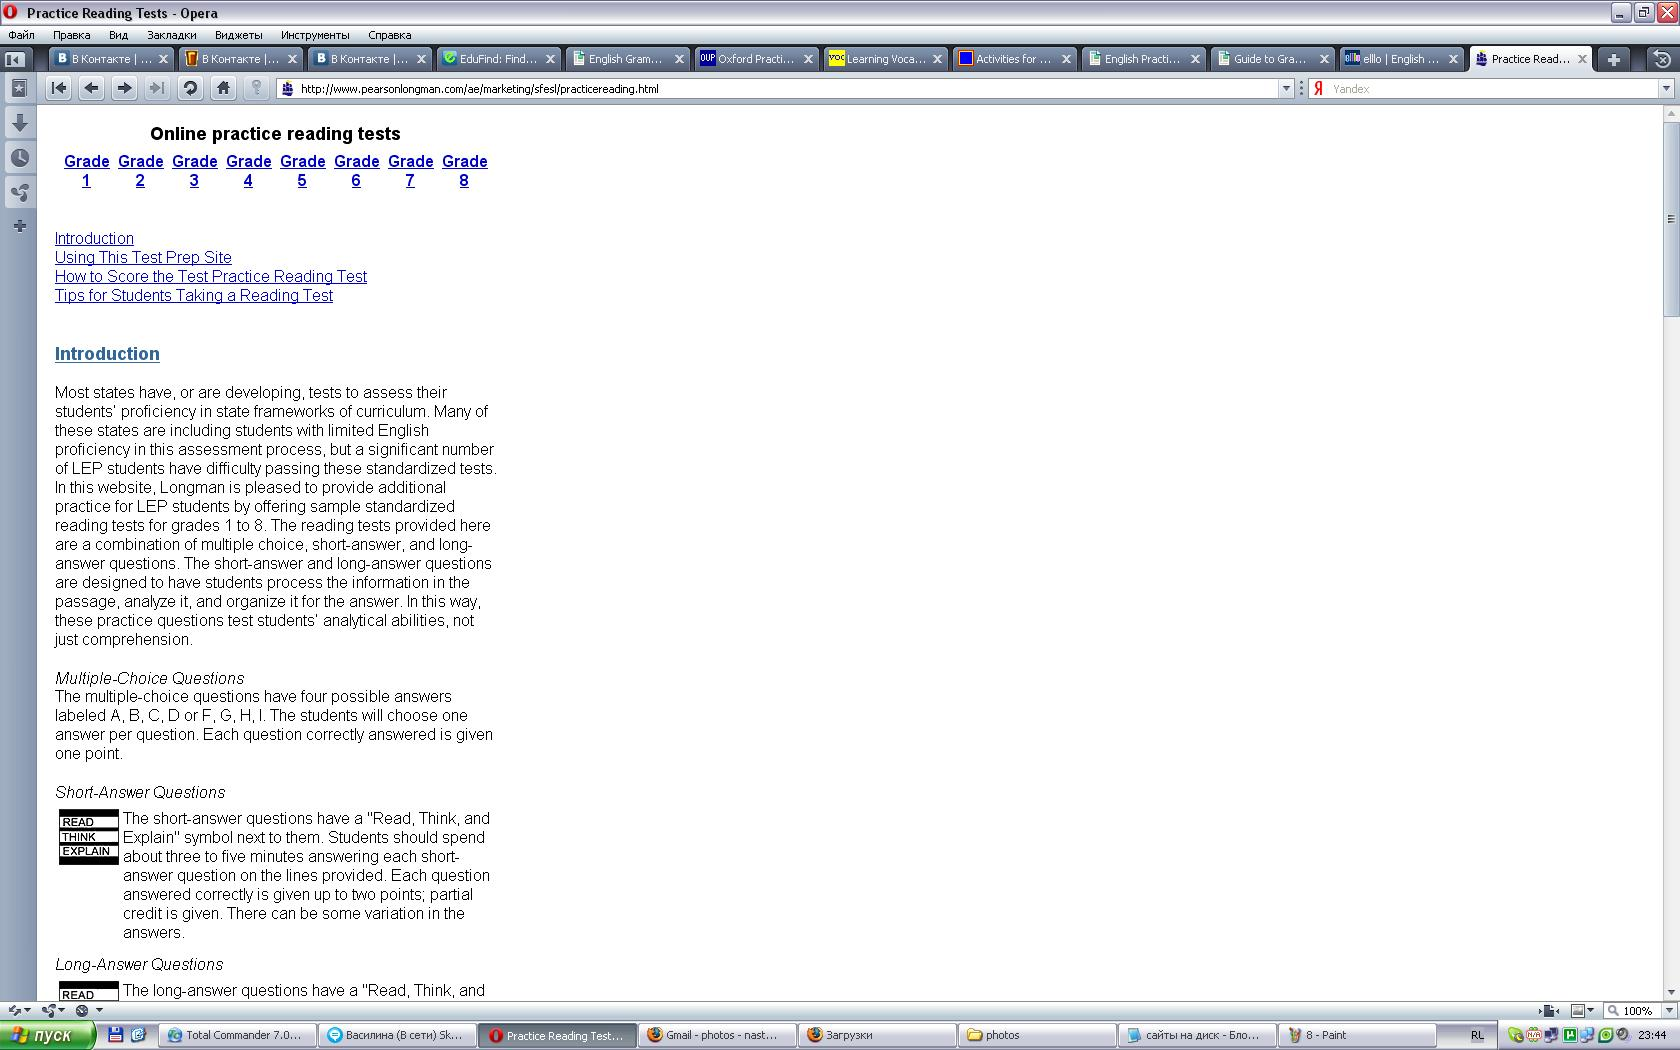 Practice Reading Tests - Opera
Файл Правка Вид Закладки Виджеты Инструменты Справка
В Контакте | ... В Контакте |... В Контакте | ... EduFind: Find... English Gram... Oxford Practi... Learning Voca... Activities for ... English Practi... Guide to Gra... elllo | English ... Practice Read...
http://www.pearsonlongman.com/ae/marketing/sfesl/practicereading.html
Yandex
Online practice reading tests
Grade 1 Grade 2 Grade 3 Grade 4 Grade 5 Grade 6 Grade 7 Grade 8
Introduction
Using This Test Prep Site
How to Score the Test Practice Reading Test
Tips for Students Taking a Reading Test
Introduction
Most states have, or are developing, tests to assess their
students' proficiency in state frameworks of curriculum. Many of
these states are including students with limited English
proficiency in this assessment process, but a significant number
of LEP students have difficulty passing these standardized tests.
In this website, Longman is pleased to provide additional
practice for LEP students by offering sample standardized
reading tests for grades 1 to 8. The reading tests provided here
are a combination of multiple choice, short-answer, and long-
answer questions. The short-answer and long-answer questions
are designed to have students process the information in the
passage, analyze it, and organize it for the answer. In this way,
these practice questions test students' analytical abilities, not
just comprehension.
Multiple-Choice Questions
The multiple-choice questions have four possible answers
labeled A, B, C, D or F, G, H, I. The students will choose one
answer per question. Each question correctly answered is given
one point.
Short-Answer Questions
READ
THINK
EXPLAIN
The short-answer questions have a "Read, Think, and
Explain" symbol next to them. Students should spend
about three to five minutes answering each short-
answer question on the lines provided. Each question
answered correctly is given up to two points; partial
credit is given. There can be some variation in the
answers.
Long-Answer Questions
READ
The long-answer questions have a "Read, Think, and
100%
пуск Total Commander 7.0... Василина (В сети) Sk... Practice Reading Test... Gmail - photos - nast... Загрузки photos сайты на диск - Бло... 8 - Paint RL 23:44